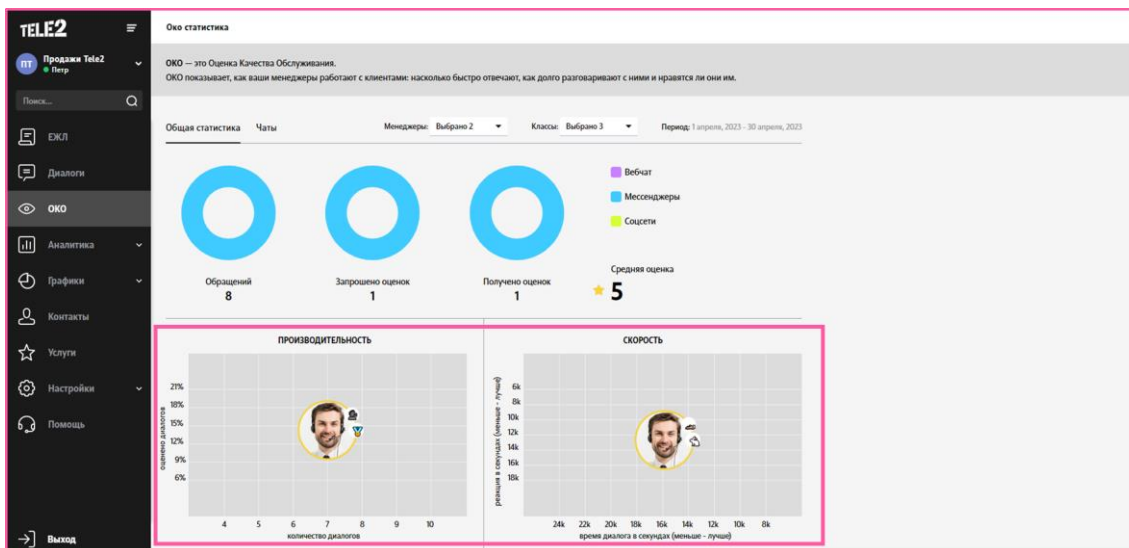 TELE2
Око статистика
ПТ
Продажи Tele2
Петр
ОКО — это Оценка Качества Обслуживания.
ОКО показывает, как ваши менеджеры работают с клиентами: насколько быстро отвечают, как долго разговаривают с ними и нравятся ли они им.
Поиск...
ЕЖЛ
Диалоги
ОКО
Аналитика
Графики
Контакты
Услуги
Настройки
Помощь
Выход
Общая статистика Чаты Менеджеры: Выбрано 2 Классы: Выбрано 3 Период: 1 апреля, 2023 - 30 апреля, 2023
Вебчат
Мессенджеры
Соцсети
Обращений
8
Запрошено оценок
1
Получено оценок
1
Средняя оценка
5
ПРОИЗВОДИТЕЛЬНОСТЬ
оценено диалогов
21%
18%
15%
12%
9%
6%
4 5 6 7 8 9 10
количество диалогов
СКОРОСТЬ
реакция в секундах (меньше - лучше)
6k
8k
10k
12k
14k
16k
18k
24k 22k 20k 18k 16k 14k 12k 10k 8k
время диалога в секундах (меньше - лучше)